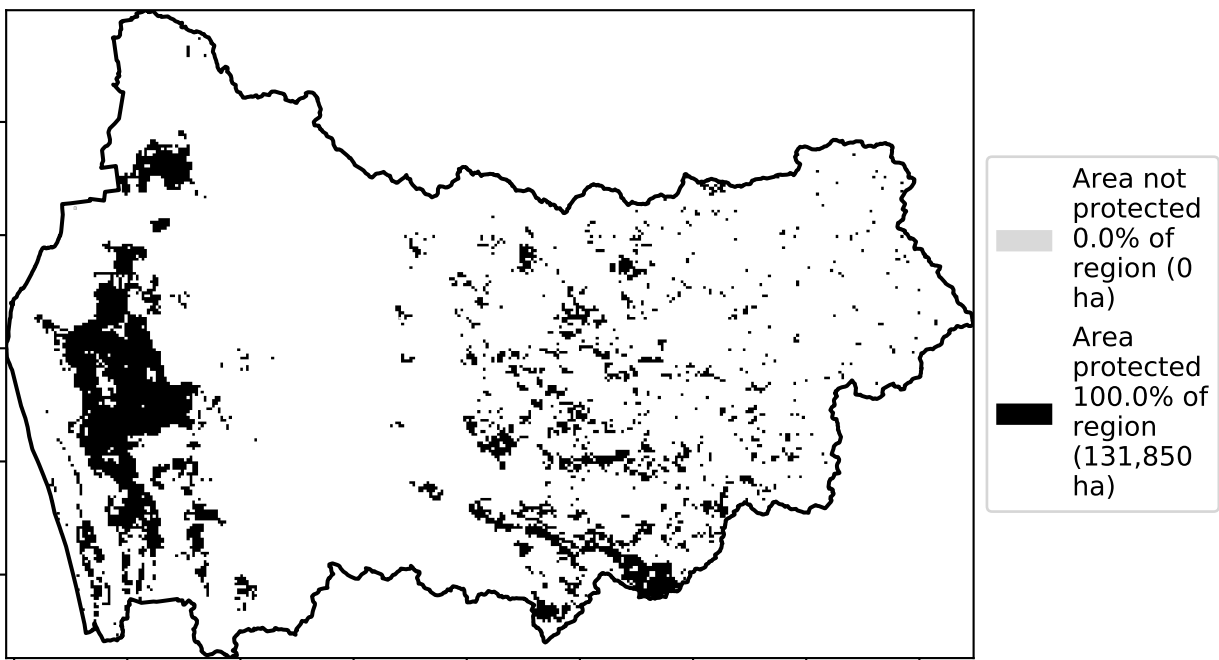 Area not
protected
0.0% of
region (0
ha)
Area
protected
100.0% of
region
(131,850
ha)